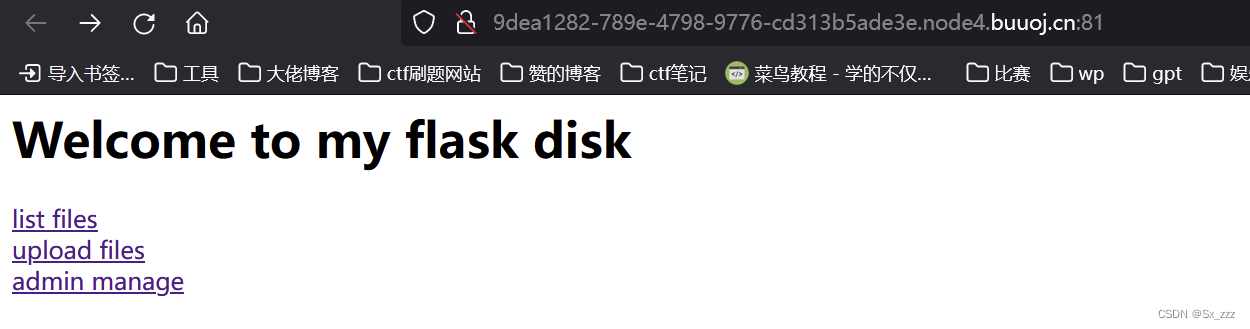 9dea1282-789e-4798-9776-cd313b5ade3e.node4.buuoj.cn:81
导入书签... 工具 大佬博客 ctf刷题网站 赞的博客 ctf笔记 菜鸟教程 - 学的不仅... 比赛 wp gpt 娱
Welcome to my flask disk
list files
upload files
admin manage
CSDN @Sx_zzz